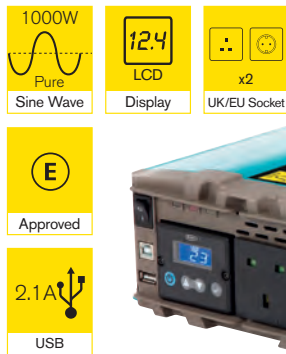 1000W
Pure
Sine Wave
12.4
LCD
Display
x2
UK/EU Socket
E
Approved
2.1A
USB
23